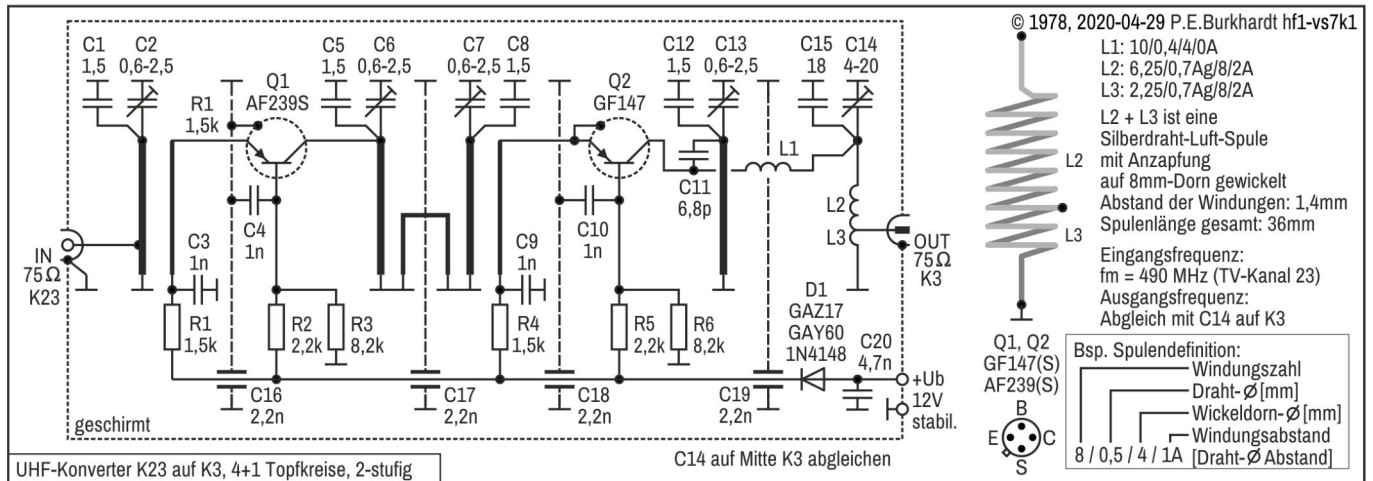 © 1978, 2020-04-29 P.E.Burkhardt hf1-vs7k1
C1
1,5
C2
0,6-2,5
R1
1,5k
Q1
AF239S
C5
1,5
C6
0,6-2,5
C7
0,6-2,5
C8
1,5
Q2
GF147
C12
1,5
C13
0,6-2,5
C15
18
C14
4-20
L1
C11
6,8p
L2
L3
C4
1n
C10
1n
IN
75Ω
K23
C3
1n
C9
1n
OUT
75Ω
K3
R1
1,5k
R2
2,2k
R3
8,2k
R4
1,5k
R5
2,2k
R6
8,2k
D1
GAZ17
GAY60
1N4148
C20
4,7n
C16
2,2n
C17
2,2n
C18
2,2n
C19
2,2n
+Ub
12V
stabil.
geschirmt
UHF-Konverter K23 auf K3, 4+1 Topfkreise, 2-stufig
C14 auf Mitte K3 abgleichen
L1: 10/0,4/4/0A
L2: 6,25/0,7Ag/8/2A
L3: 2,25/0,7Ag/8/2A
L2 + L3 ist eine
Silberdraht-Luft-Spule
mit Anzapfung
auf 8mm-Dorn gewickelt
Abstand der Windungen: 1,4mm
Spulenlänge gesamt: 36mm
L2
L3
Eingangsfrequenz:
fm = 490 MHz (TV-Kanal 23)
Ausgangsfrequenz:
Abgleich mit C14 auf K3
Q1, Q2
GF147(S)
AF239(S)
B
E
C
S
Bsp. Spulendefinition:
Windungszahl
Draht-Ø[mm]
Wickeldorn-Ø[mm]
Windungsabstand
8 / 0,5 / 4 / 1A [Draht-Ø Abstand]